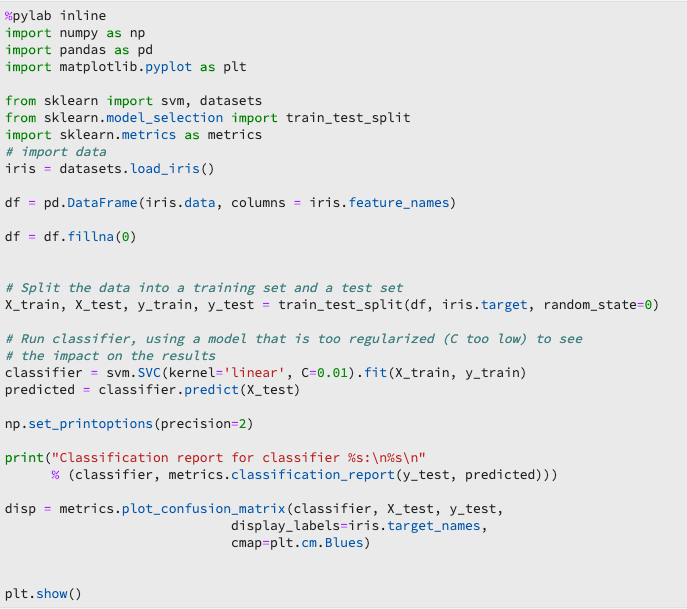 %pylab inline
import numpy as np
import pandas as pd
import matplotlib.pyplot as plt
from sklearn import svm, datasets
from sklearn.model_selection import train_test_split
import sklearn.metrics as metrics
# import data
iris = datasets.load_iris()
df = pd.DataFrame(iris.data, columns = iris.feature_names)
df = df.fillna(0)
# Split the data into a training set and a test set
X_train, X_test, y_train, y_test = train_test_split(df, iris.target, random_state=0)
# Run classifier, using a model that is too regularized (C too low) to see
# the impact on the results
classifier = svm.SVC(kernel='linear', C=0.01).fit(X_train, y_train)
predicted = classifier.predict(X_test)
np.set_printoptions(precision=2)
print("Classification report for classifier %s:\n%s\n"
      % (classifier, metrics.classification_report(y_test, predicted)))
disp = metrics.plot_confusion_matrix(classifier, X_test, y_test,
                             display_labels=iris.target_names,
                             cmap=plt.cm.Blues)
plt.show()